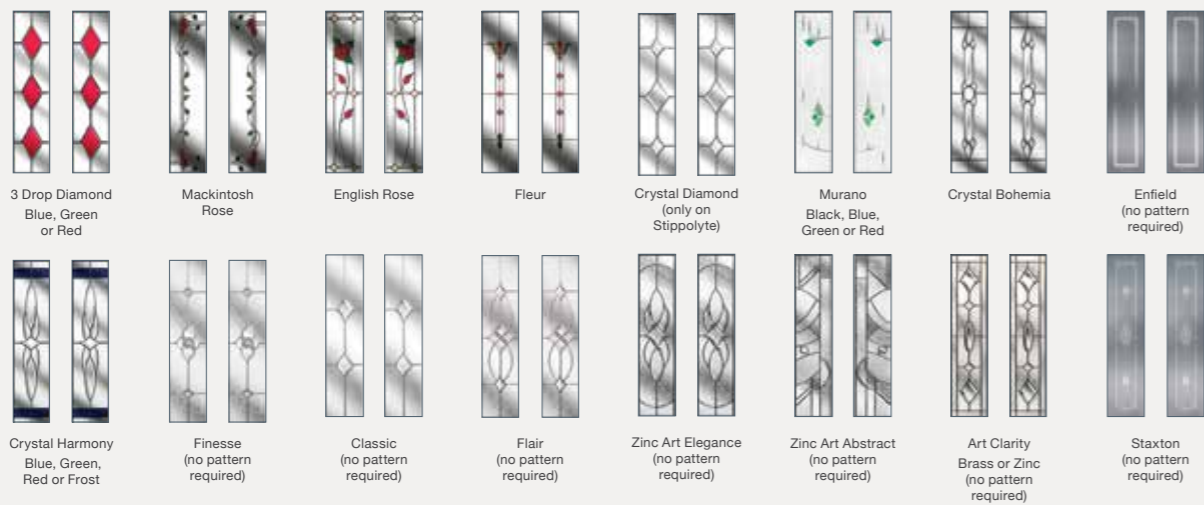 3 Drop Diamond
Blue, Green
or Red
Mackintosh
Rose
English Rose
Fleur
Crystal Diamond
(only on
Stippolyte)
Murano
Black, Blue,
Green or Red
Crystal Bohemia
Enfield
(no pattern
required)
Crystal Harmony
Blue, Green,
Red or Frost
Finesse
(no pattern
required)
Classic
(no pattern
required)
Flair
(no pattern
required)
Zinc Art Elegance
(no pattern
required)
Zinc Art Abstract
(no pattern
required)
Art Clarity
Brass or Zinc
(no pattern
required)
Staxton
(no pattern
required)